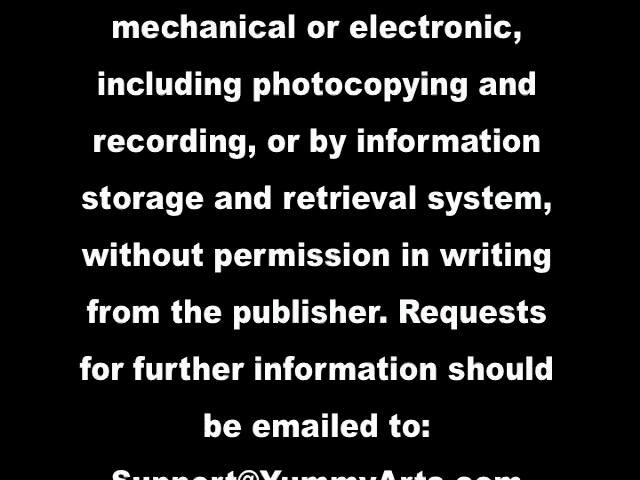 mechanical or electronic,
including photocopying and
recording, or by information
storage and retrieval system,
without permission in writing
from the publisher. Requests
for further information should
be emailed to:
Support@YummyArts.com